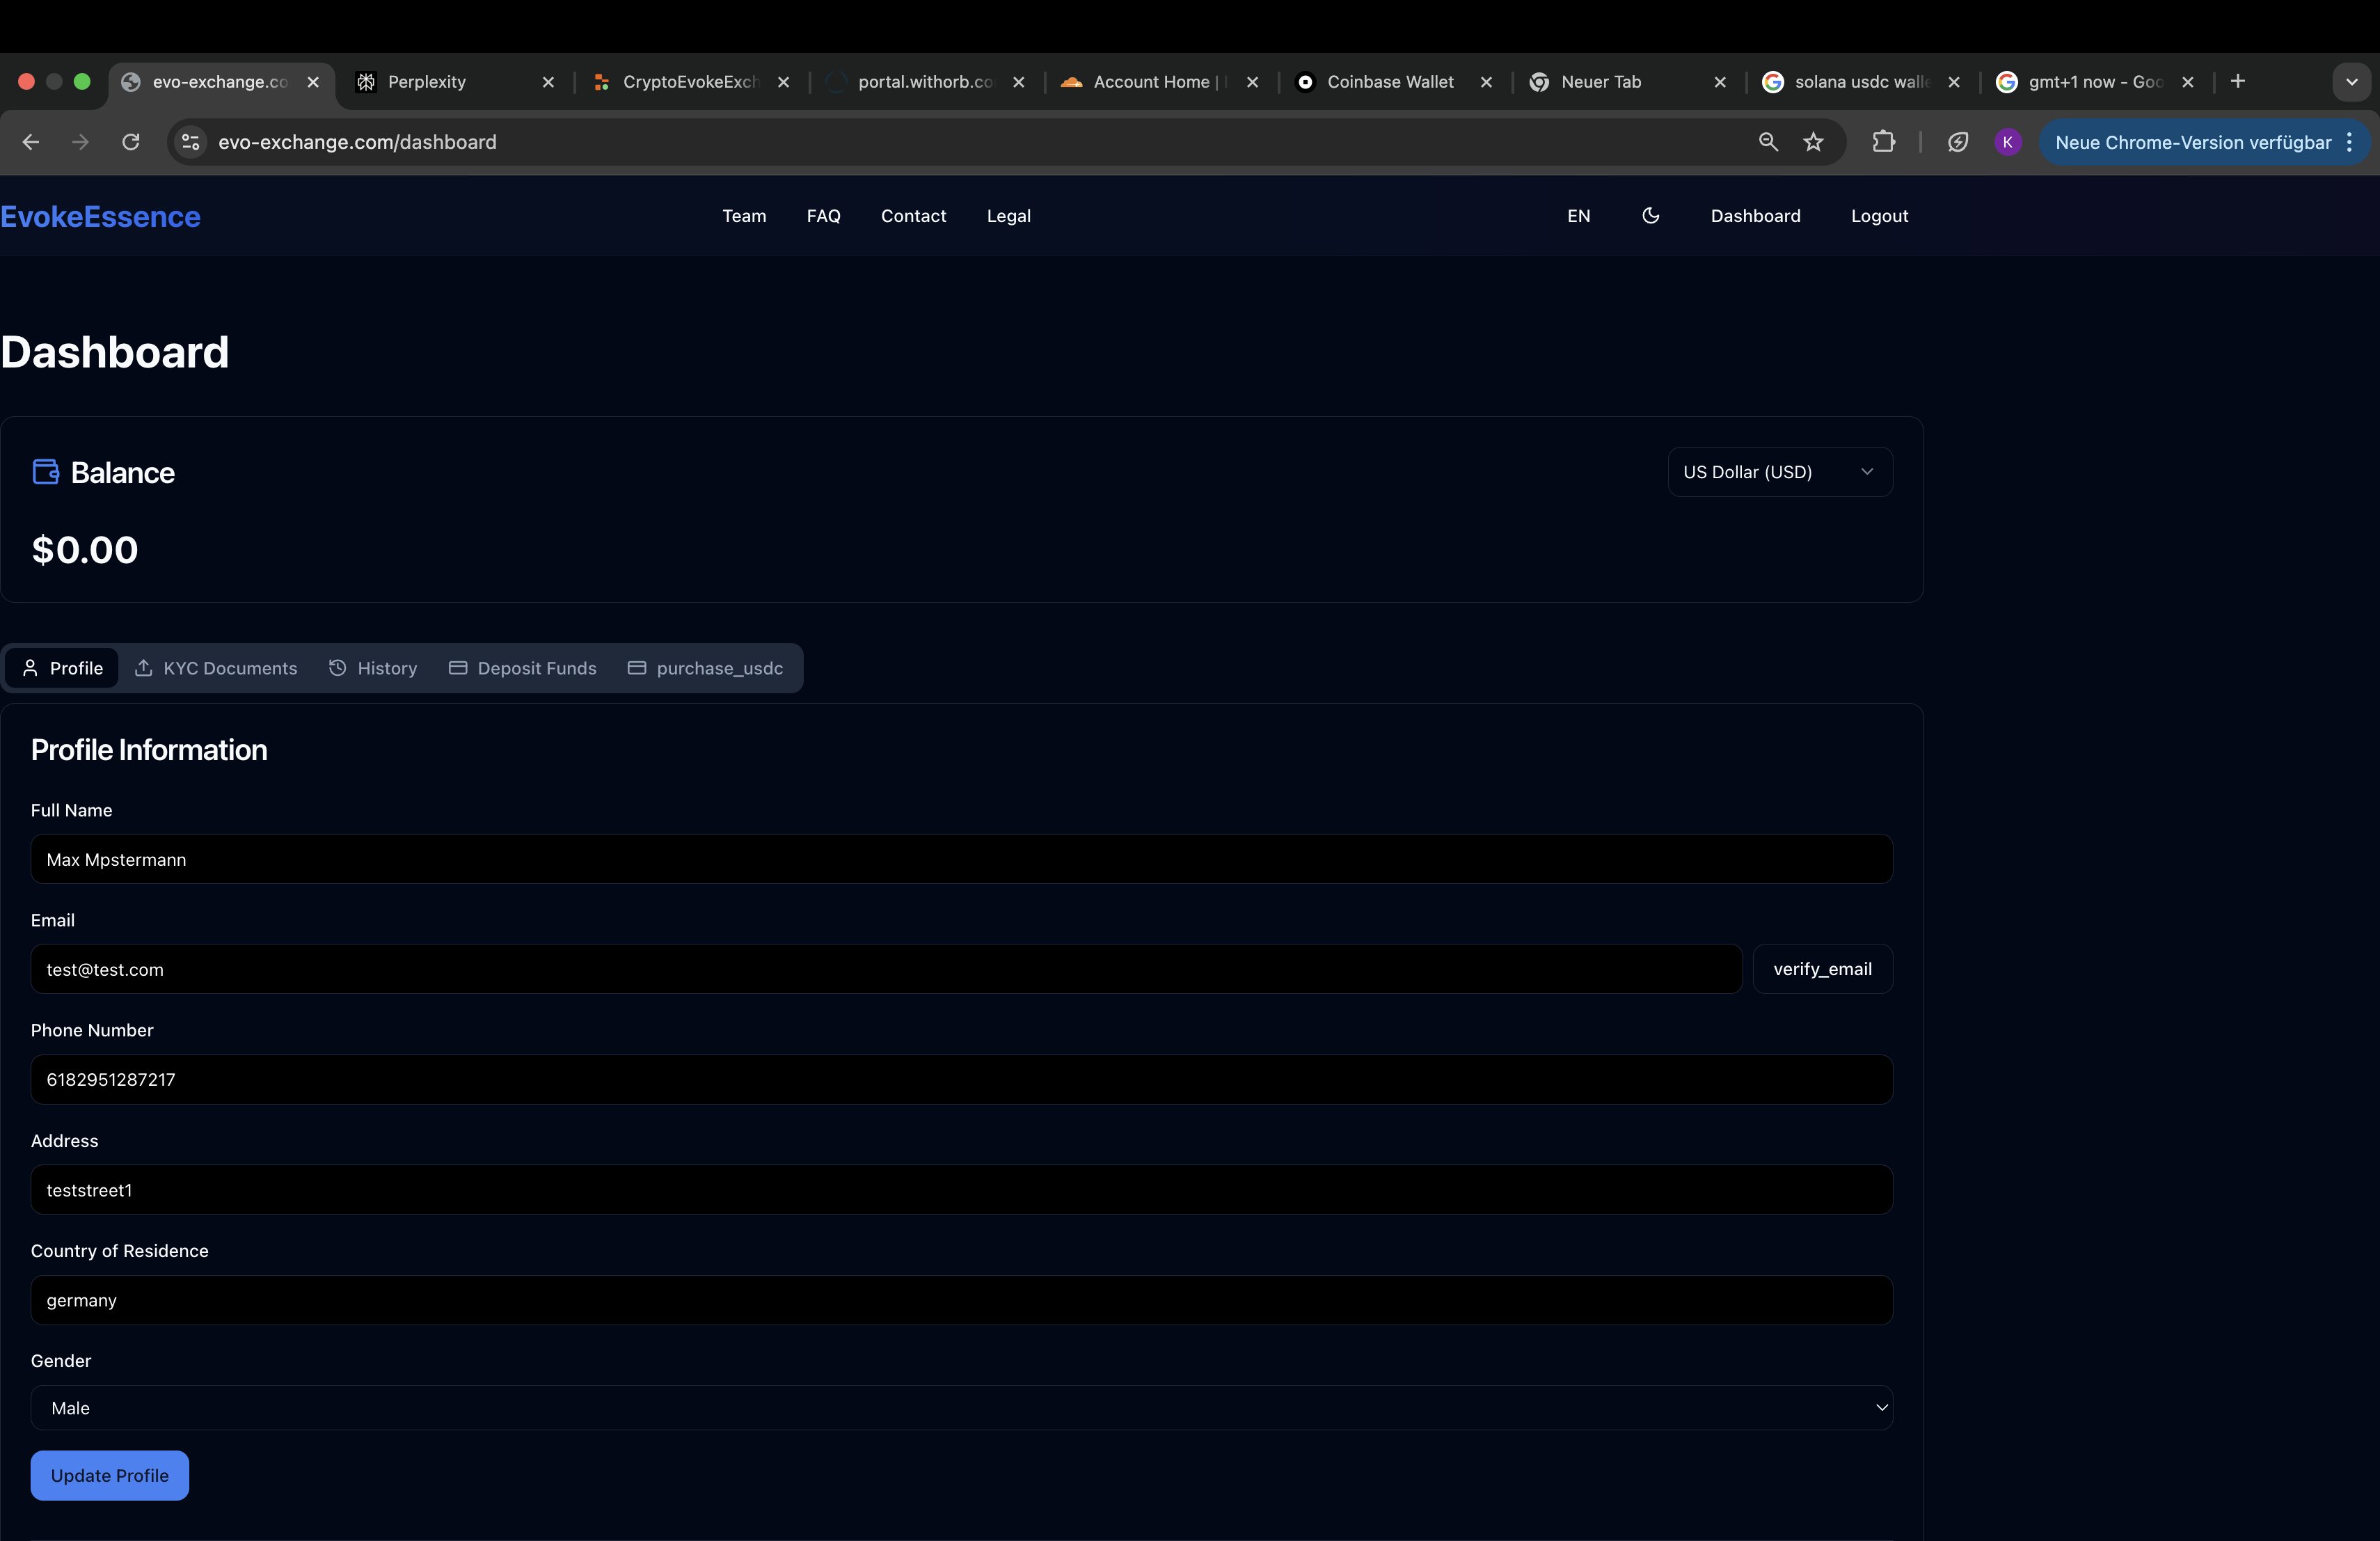 evo-exchange.co
Perplexity
CryptoEvokeExch
portal.withorb.co
Account Home |
Coinbase Wallet
Neuer Tab
solana usdc walle
gmt+1 now - Goo
evo-exchange.com/dashboard
K
Neue Chrome-Version verfügbar
EvokeEssence
Team
FAQ
Contact
Legal
EN
Dashboard
Logout
Dashboard
Balance
US Dollar (USD)
$0.00
Profile
KYC Documents
History
Deposit Funds
purchase_usdc
Profile Information
Full Name
Max Mpstermann
Email
test@test.com
verify_email
Phone Number
6182951287217
Address
teststreet1
Country of Residence
germany
Gender
Male
Update Profile